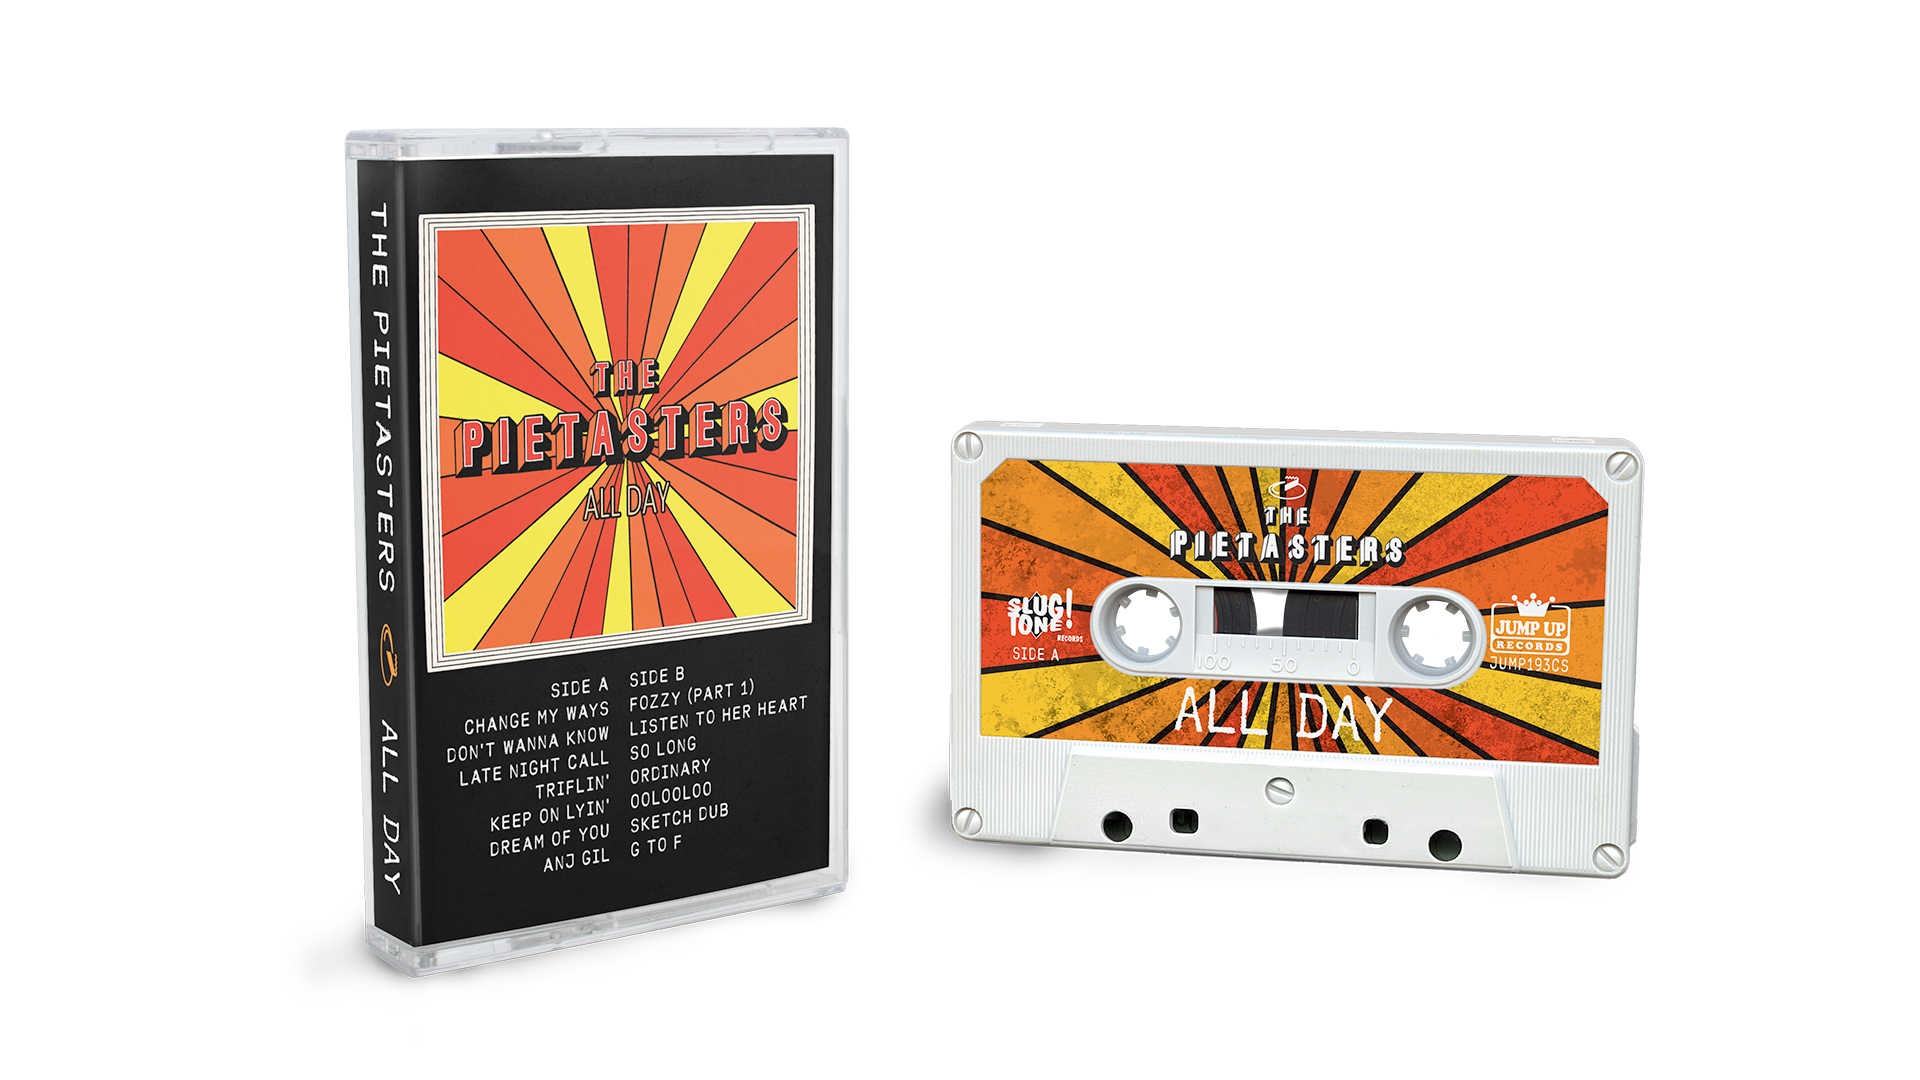 THE PIETASTERS ALL DAY
THE
PIETASTERS
ALL DAY
SIDE A
CHANGE MY WAYS
DON'T WANNA KNOW
LATE NIGHT CALL
TRIFLIN'
KEEP ON LYIN'
DREAM OF YOU
ANJ GIL
SIDE B
FOZZY (PART 1)
LISTEN TO HER HEART
SO LONG
ORDINARY
OOLOOLOO
SKETCH DUB
G TO F
THE
PIETASTERS
SLUG!
TONE
RECORDS
SIDE A
100 50 0
JUMP UP
RECORDS
JUMP193CS
ALL DAY